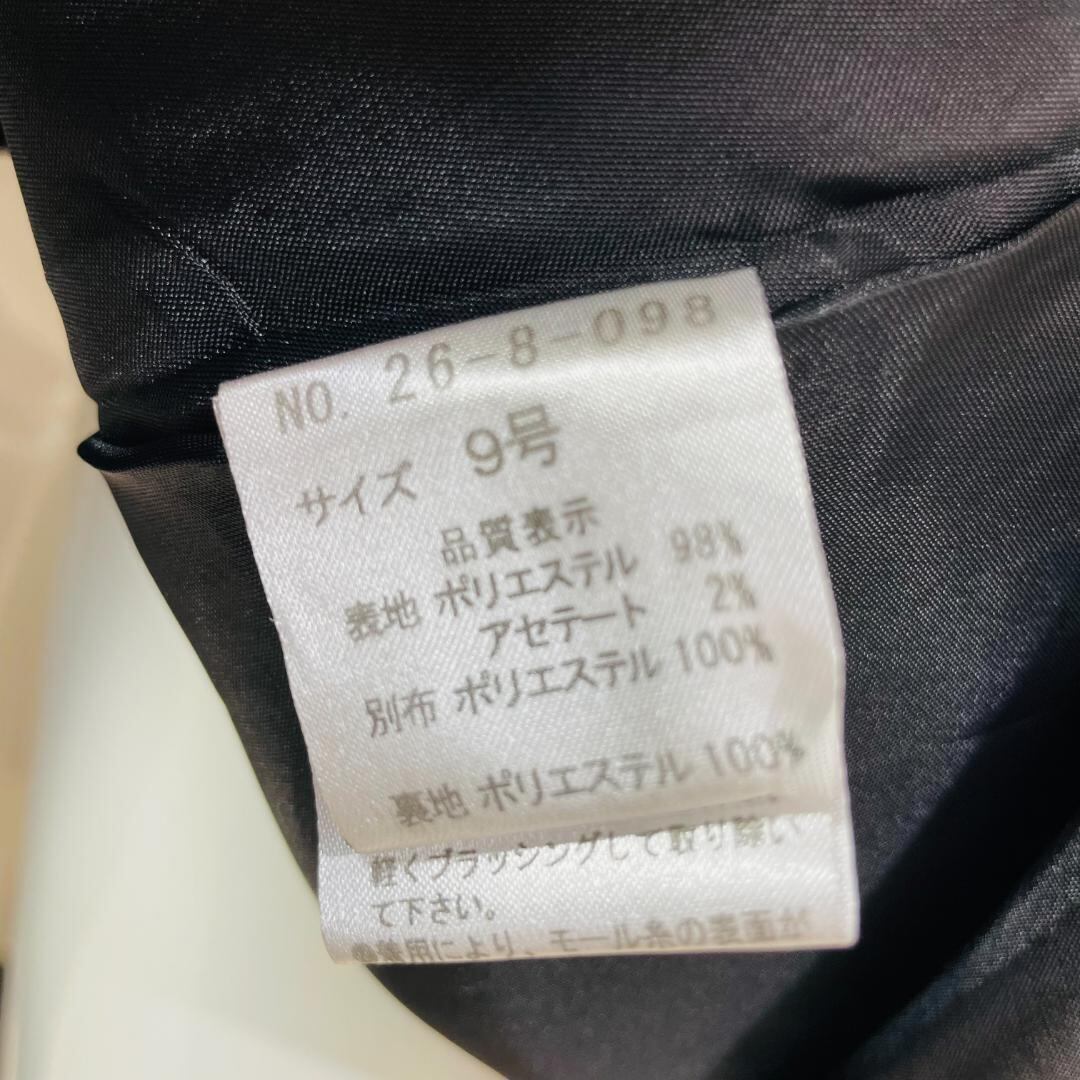 NO. 26-8-098
サイズ 9号
品質表示
表地 ポリエステル 98%
アセテート 2%
別布 ポリエステル 100%
裏地 ポリエステル 100%
軽くブラッシングして取り除い
て下さい。
着用により、モール糸の表面が